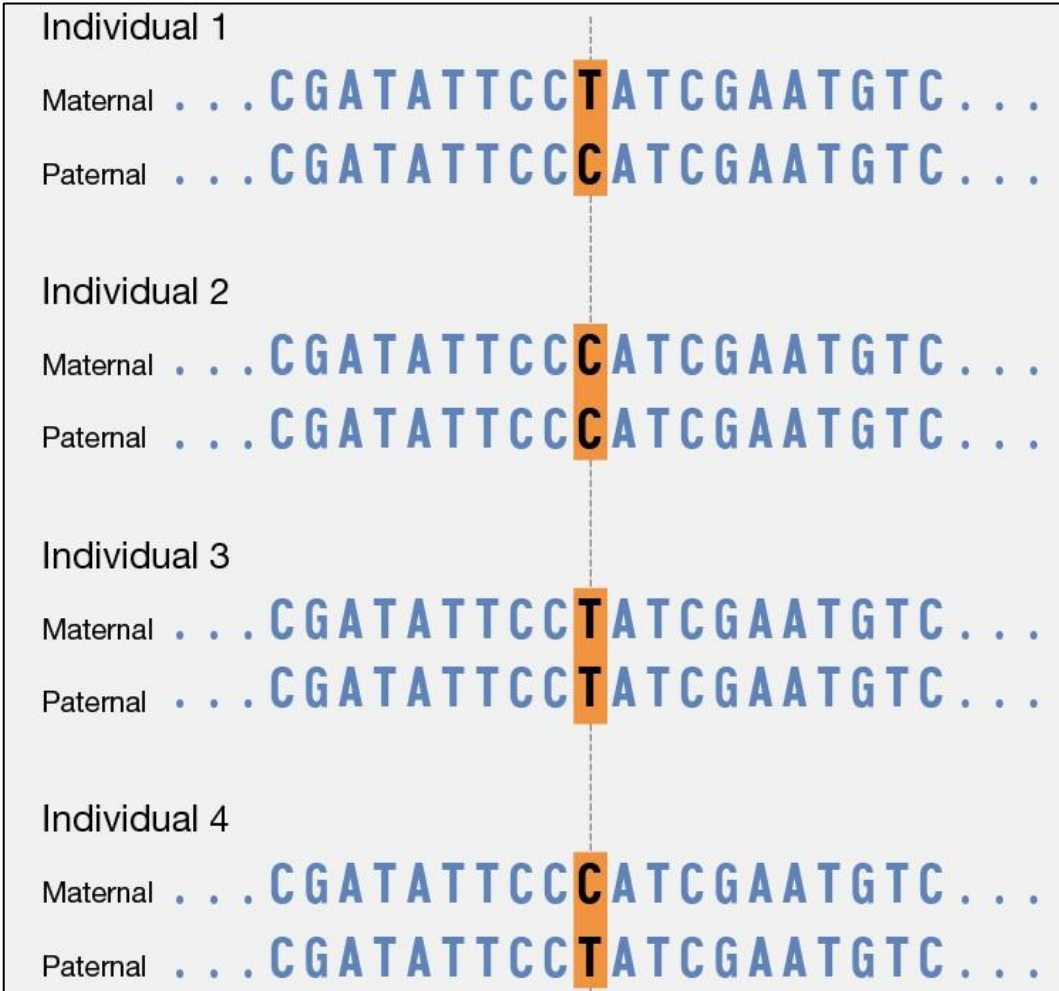 Individual 1
Maternal . . . CGATATTCCTATCGAATGTC . . .
Paternal . . . CGATATTCCCATCGAATGTC . . .
Individual 2
Maternal . . . CGATATTCCCATCGAATGTC . . .
Paternal . . . CGATATTCCCATCGAATGTC . . .
Individual 3
Maternal . . . CGATATTCCTATCGAATGTC . . .
Paternal . . . CGATATTCCTATCGAATGTC . . .
Individual 4
Maternal . . . CGATATTCCCATCGAATGTC . . .
Paternal . . . CGATATTCCTATCGAATGTC . . .